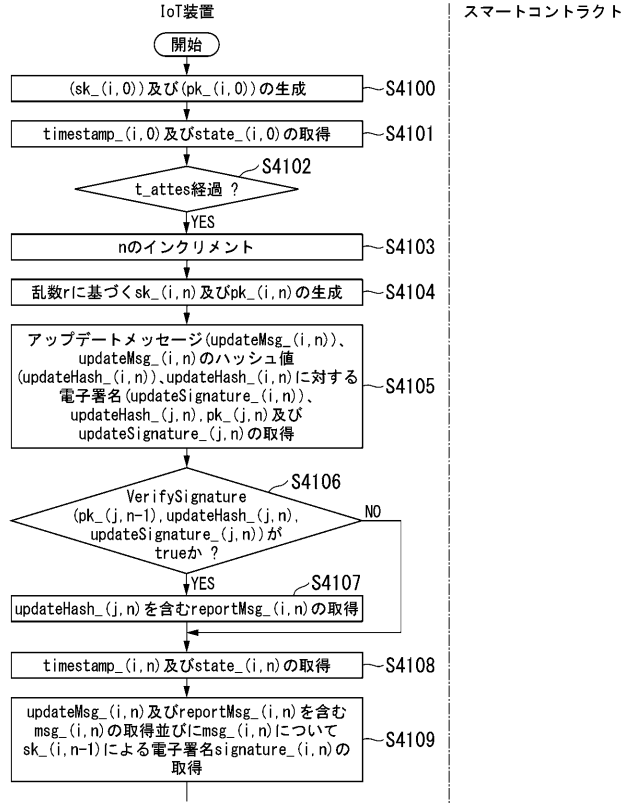 IoT装置
スマートコントラクト
開始
(sk_(i,0))及び(pk_(i,0))の生成
S4100
timestamp_(i,0)及びstate_(i,0)の取得
S4101
S4102
t_attes経過 ?
YES
nのインクリメント
S4103
乱数rに基づくsk_(i,n)及びpk_(i,n)の生成
S4104
アップデートメッセージ(updateMsg_(i,n))、
updateMsg_(i,n)のハッシュ値
(updateHash_(i,n))、updateHash_(i,n)に対する
電子署名(updateSignature_(i,n))、
updateHash_(j,n),pk_(j,n)及び
updateSignature_(j,n)の取得
S4105
S4106
VerifySignature
(pk_(j,n-1),updateHash_(j,n),
updateSignature_(j,n))が
trueか ?
NO
YES
S4107
updateHash_(j,n)を含むreportMsg_(i,n)の取得
timestamp_(i,n)及びstate_(i,n)の取得
S4108
updateMsg_(i,n)及びreportMsg_(i,n)を含む
msg_(i,n)の取得並びにmsg_(i,n)について
sk_(i,n-1)による電子署名signature_(i,n)の
取得
S4109